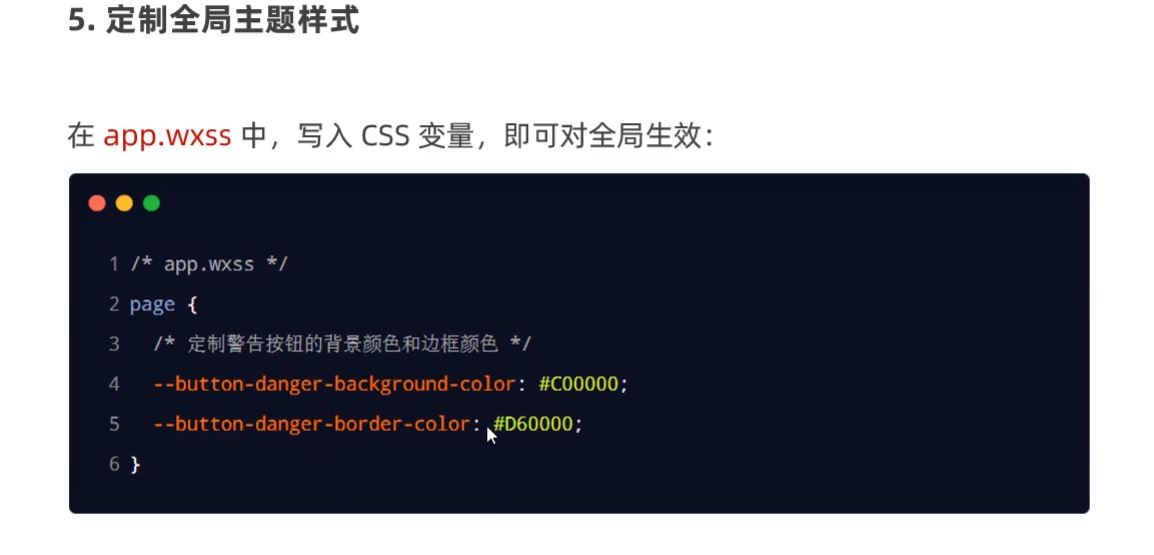 5. 定制全局主题样式
在 app.wxss 中，写入 CSS 变量，即可对全局生效：
1 /* app.wxss */
2 page {
3 /* 定制警告按钮的背景颜色和边框颜色 */
4 --button-danger-background-color: #C00000;
5 --button-danger-border-color: #D60000;
6 }